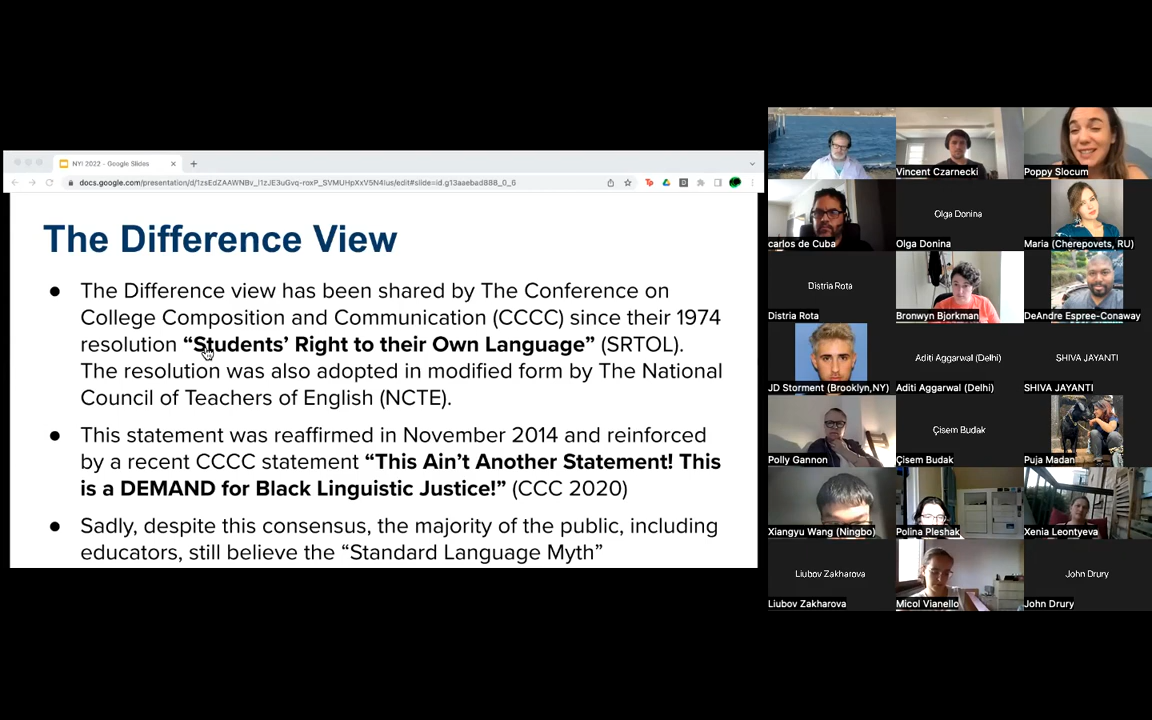 NYI 2022 - Google Slides
docs.google.com/presentation/d/1zsEdZAAWNBv_l1zJE3uGvq-roxP_SVMUHpXxV5N4lus/edit#slide=id.g13aaebad888_0_6
The Difference View
● The Difference view has been shared by The Conference on
College Composition and Communication (CCCC) since their 1974
resolution “Students’ Right to their Own Language” (SRTOL).
The resolution was also adopted in modified form by The National
Council of Teachers of English (NCTE).
● This statement was reaffirmed in November 2014 and reinforced
by a recent CCCC statement “This Ain’t Another Statement! This
is a DEMAND for Black Linguistic Justice!” (CCC 2020)
● Sadly, despite this consensus, the majority of the public, including
educators, still believe the “Standard Language Myth”
Vincent Czarnecki
Poppy Slocum
carlos de Cuba
Olga Donina
Olga Donina
Maria (Cherepovets, RU)
Distria Rota
Distria Rota
Bronwyn Bjorkman
DeAndre Espree-Conaway
JD Storment (Brooklyn,NY)
Aditi Aggarwal (Delhi)
Aditi Aggarwal (Delhi)
SHIVA JAYANTI
SHIVA JAYANTI
Polly Gannon
Çisem Budak
Çisem Budak
Puja Madan
Xiangyu Wang (Ningbo)
Polina Pleshak
Xenia Leontyeva
Liubov Zakharova
Liubov Zakharova
Micol Vianello
John Drury
John Drury